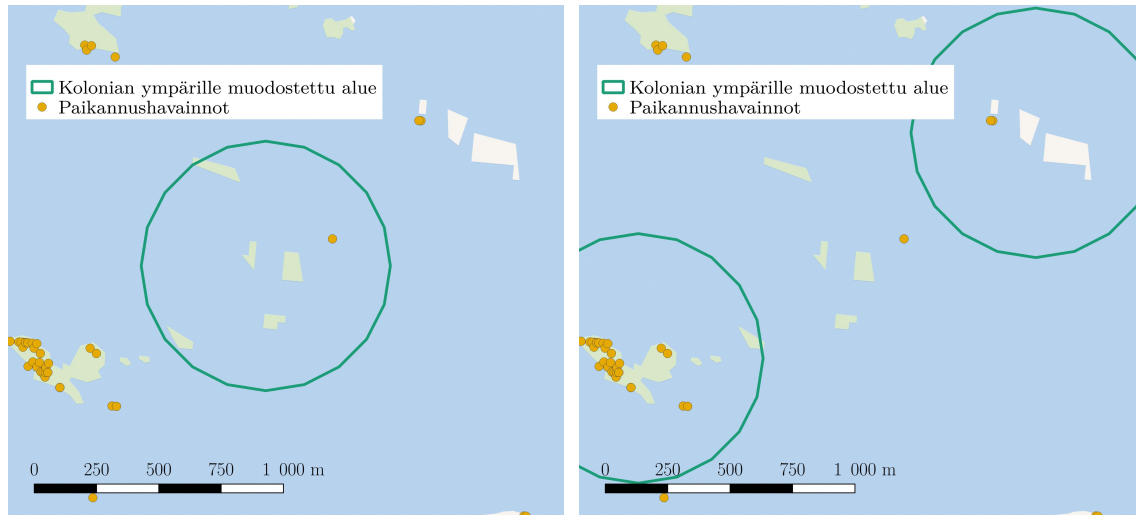 Kolonian ympärille muodostettu alue
Paikannushavainnot
0 250 500 750 1 000 m
Kolonian ympärille muodostettu alue
Paikannushavainnot
0 250 500 750 1 000 m